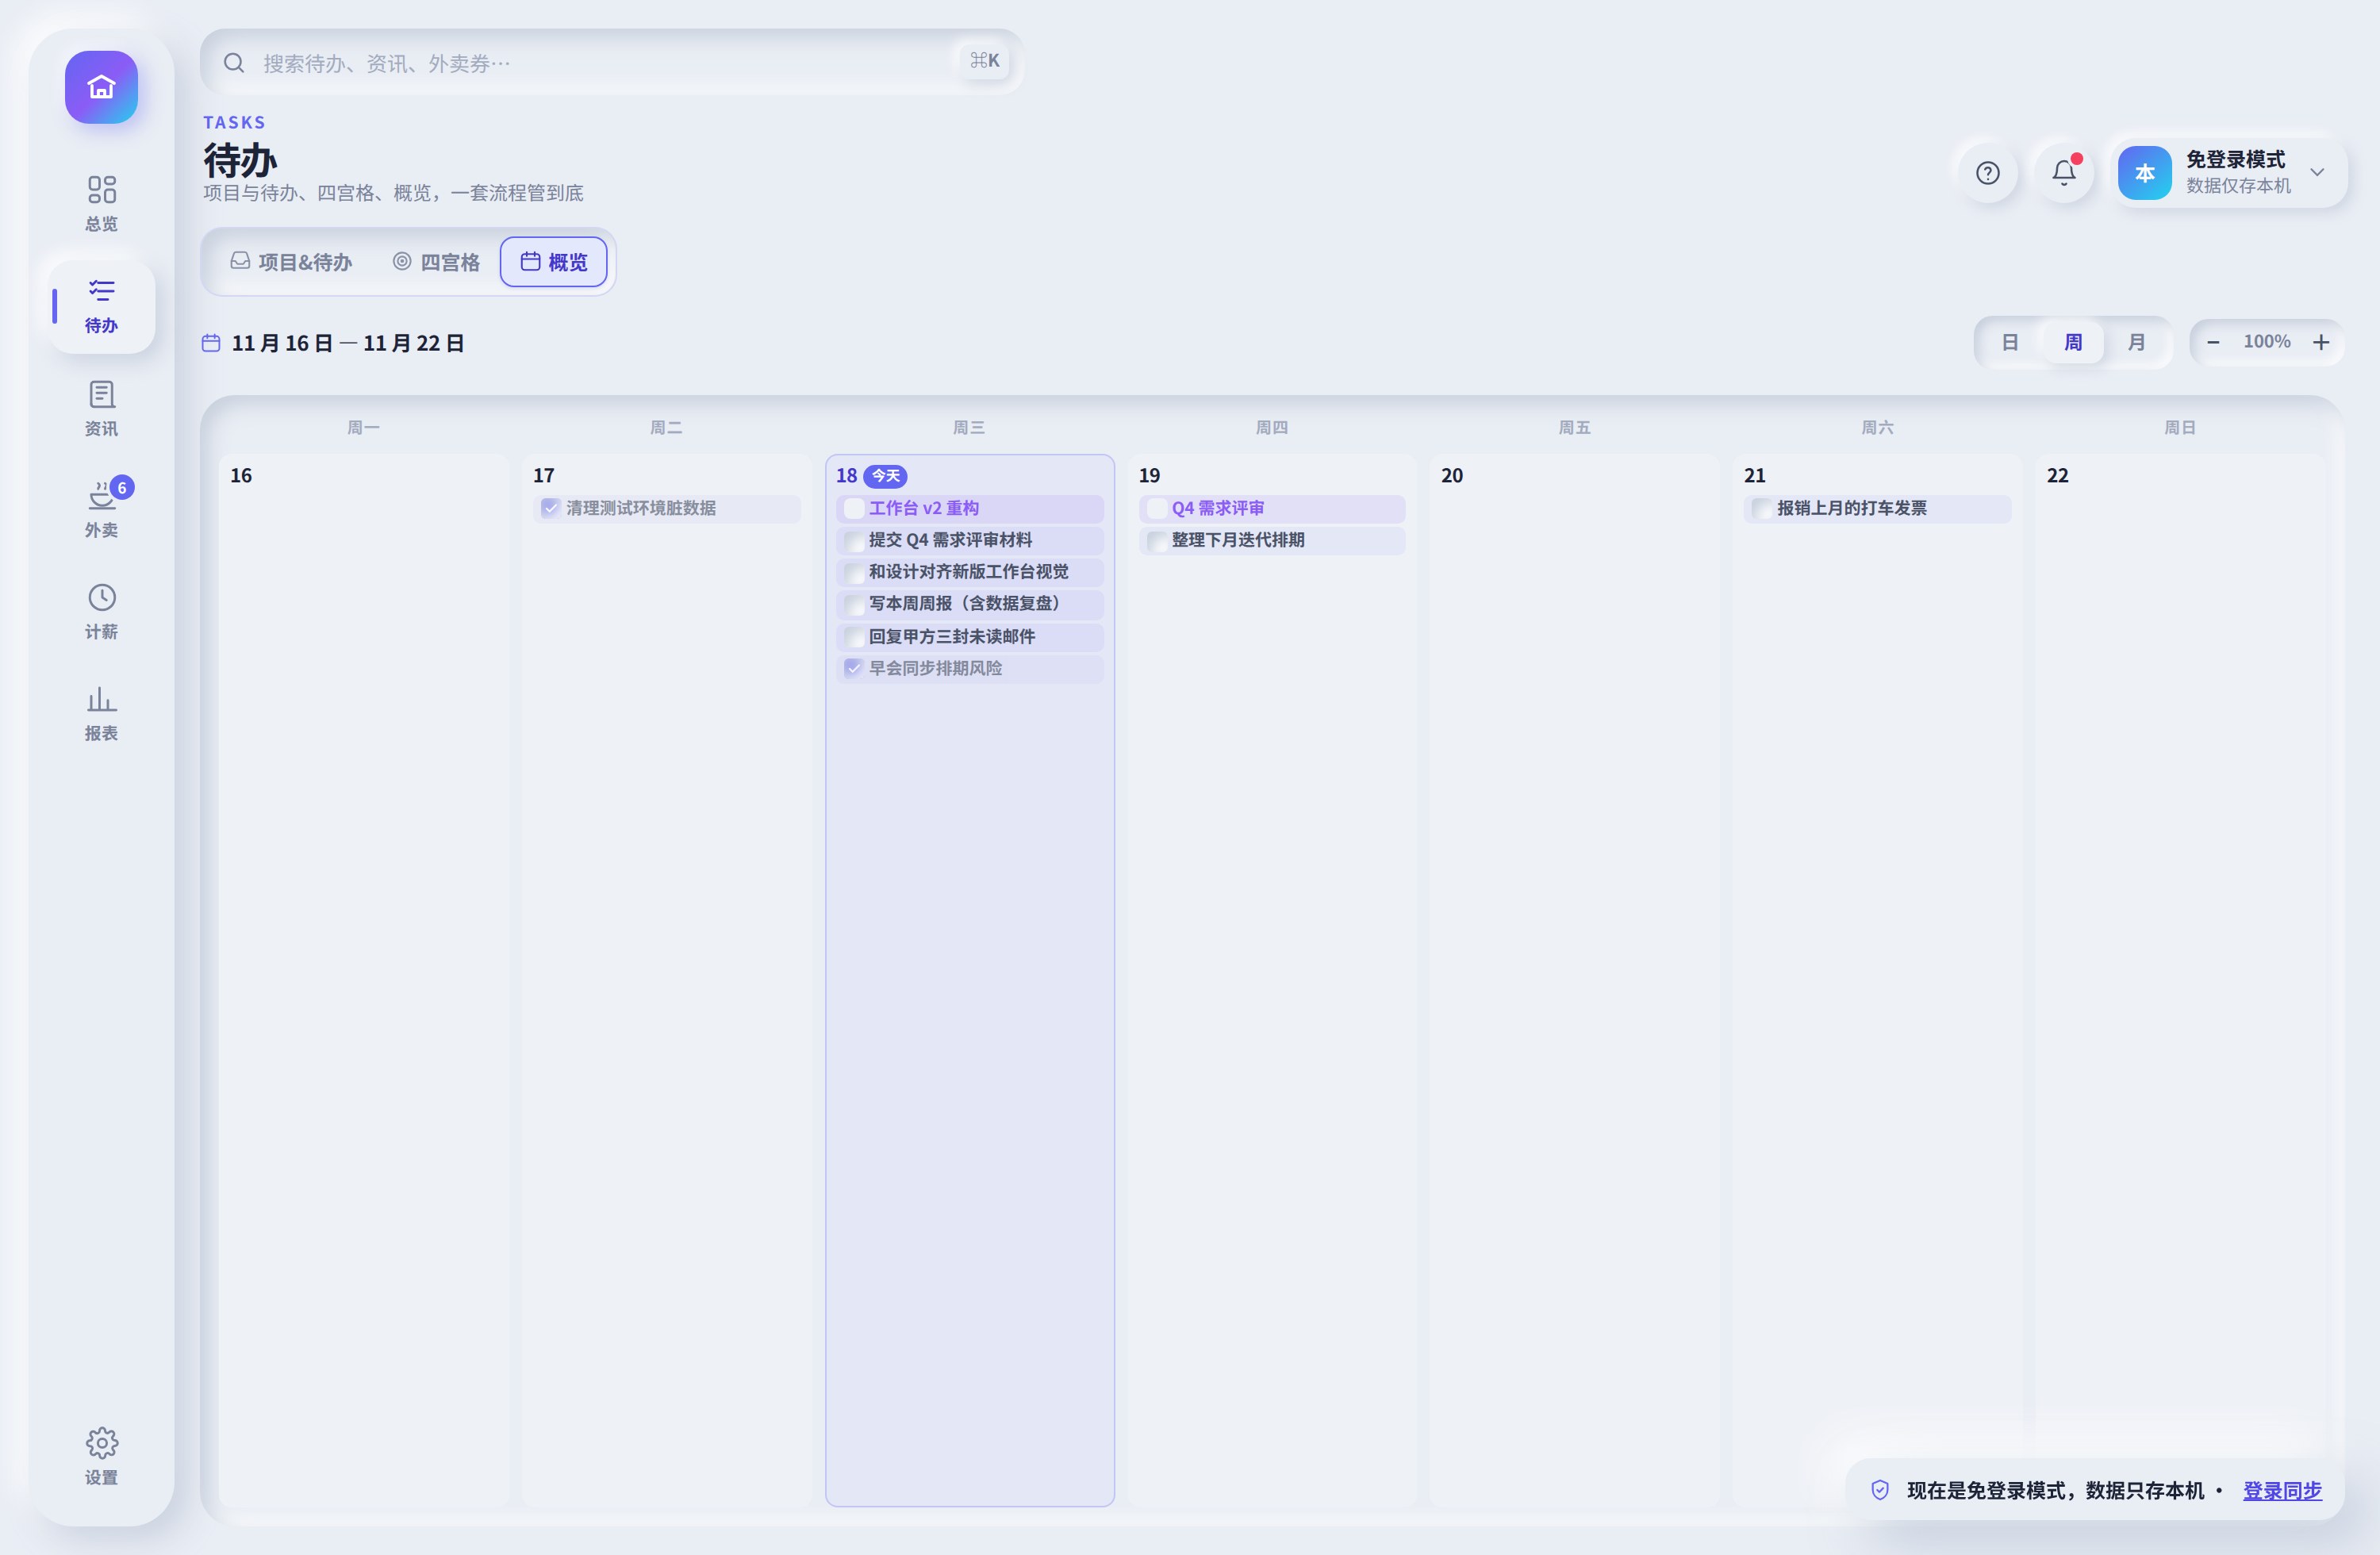 搜索待办、资讯、外卖券…
⌘K
TASKS
待办
项目与待办、四宫格、概览，一套流程管到底
本
免登录模式
数据仅存本机
总览
待办
资讯
6
外卖
计薪
报表
设置
项目&待办
四宫格
概览
11 月 16 日 — 11 月 22 日
日
周
月
− 100% +
周一
周二
周三
周四
周五
周六
周日
16
17
清理测试环境脏数据
18 今天
工作台 v2 重构
提交 Q4 需求评审材料
和设计对齐新版工作台视觉
写本周周报（含数据复盘）
回复甲方三封未读邮件
早会同步排期风险
19
Q4 需求评审
整理下月迭代排期
20
21
报销上月的打车发票
22
现在是免登录模式，数据只存本机 · 登录同步